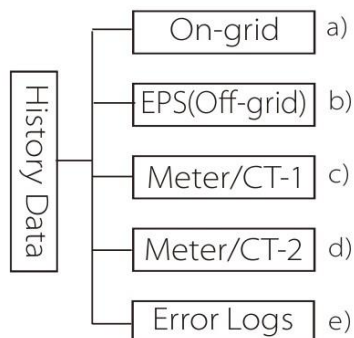 History Data
On-grid a)
EPS(Off-grid) b)
Meter/CT-1 c)
Meter/CT-2 d)
Error Logs e)